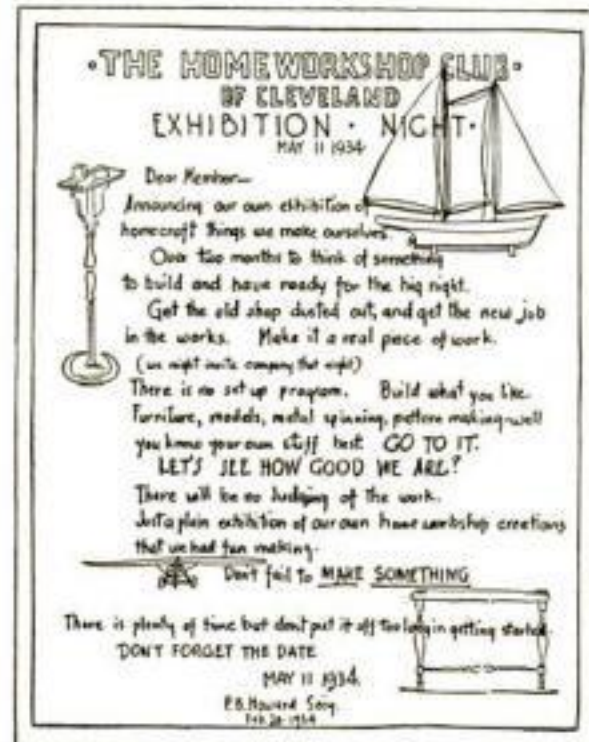 ·THE HOMEWORKSHOP CLUB·
OF CLEVELAND
EXHIBITION · NIGHT·
MAY 11 1934
Dear Member—
Announcing our own exhibition of
homecraft things we make ourselves.
Over two months to think of something
to build and have ready for the big night.
Get the old shop dusted out, and get the new job
in the works. Make it a real piece of work.
(we might invite company that night)
There is no set up program. Build what you like.
Furniture, models, metal spinning, pattern making-well
you know your own stuff best GO TO IT.
LET'S SEE HOW GOOD WE ARE?
There will be no Judging of the work.
Just a plain exhibition of our own home workshop creations
that we had fun making.
Don't fail to MAKE SOMETHING
There is plenty of time but dont put it off too long in getting started.
DON'T FORGET THE DATE
MAY 11 1934.
P.B. Howard Secy.
Feb. 20-1934